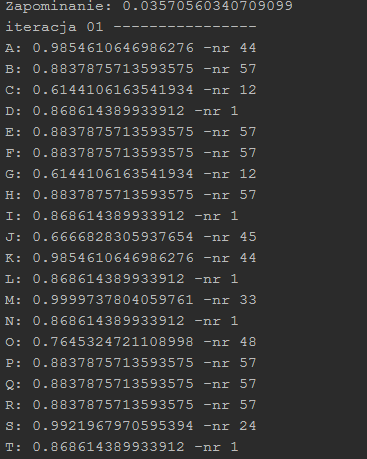 Zapominanie: 0.03570560340709099
iteracja 01 ----------------
A: 0.9854610646986276 -nr 44
B: 0.8837875713593575 -nr 57
C: 0.6144106163541934 -nr 12
D: 0.868614389933912 -nr 1
E: 0.8837875713593575 -nr 57
F: 0.8837875713593575 -nr 57
G: 0.6144106163541934 -nr 12
H: 0.8837875713593575 -nr 57
I: 0.868614389933912 -nr 1
J: 0.6666828305937654 -nr 45
K: 0.9854610646986276 -nr 44
L: 0.868614389933912 -nr 1
M: 0.9999737804059761 -nr 33
N: 0.868614389933912 -nr 1
O: 0.7645324721108998 -nr 48
P: 0.8837875713593575 -nr 57
Q: 0.8837875713593575 -nr 57
R: 0.8837875713593575 -nr 57
S: 0.9921967970595394 -nr 24
T: 0.868614389933912 -nr 1